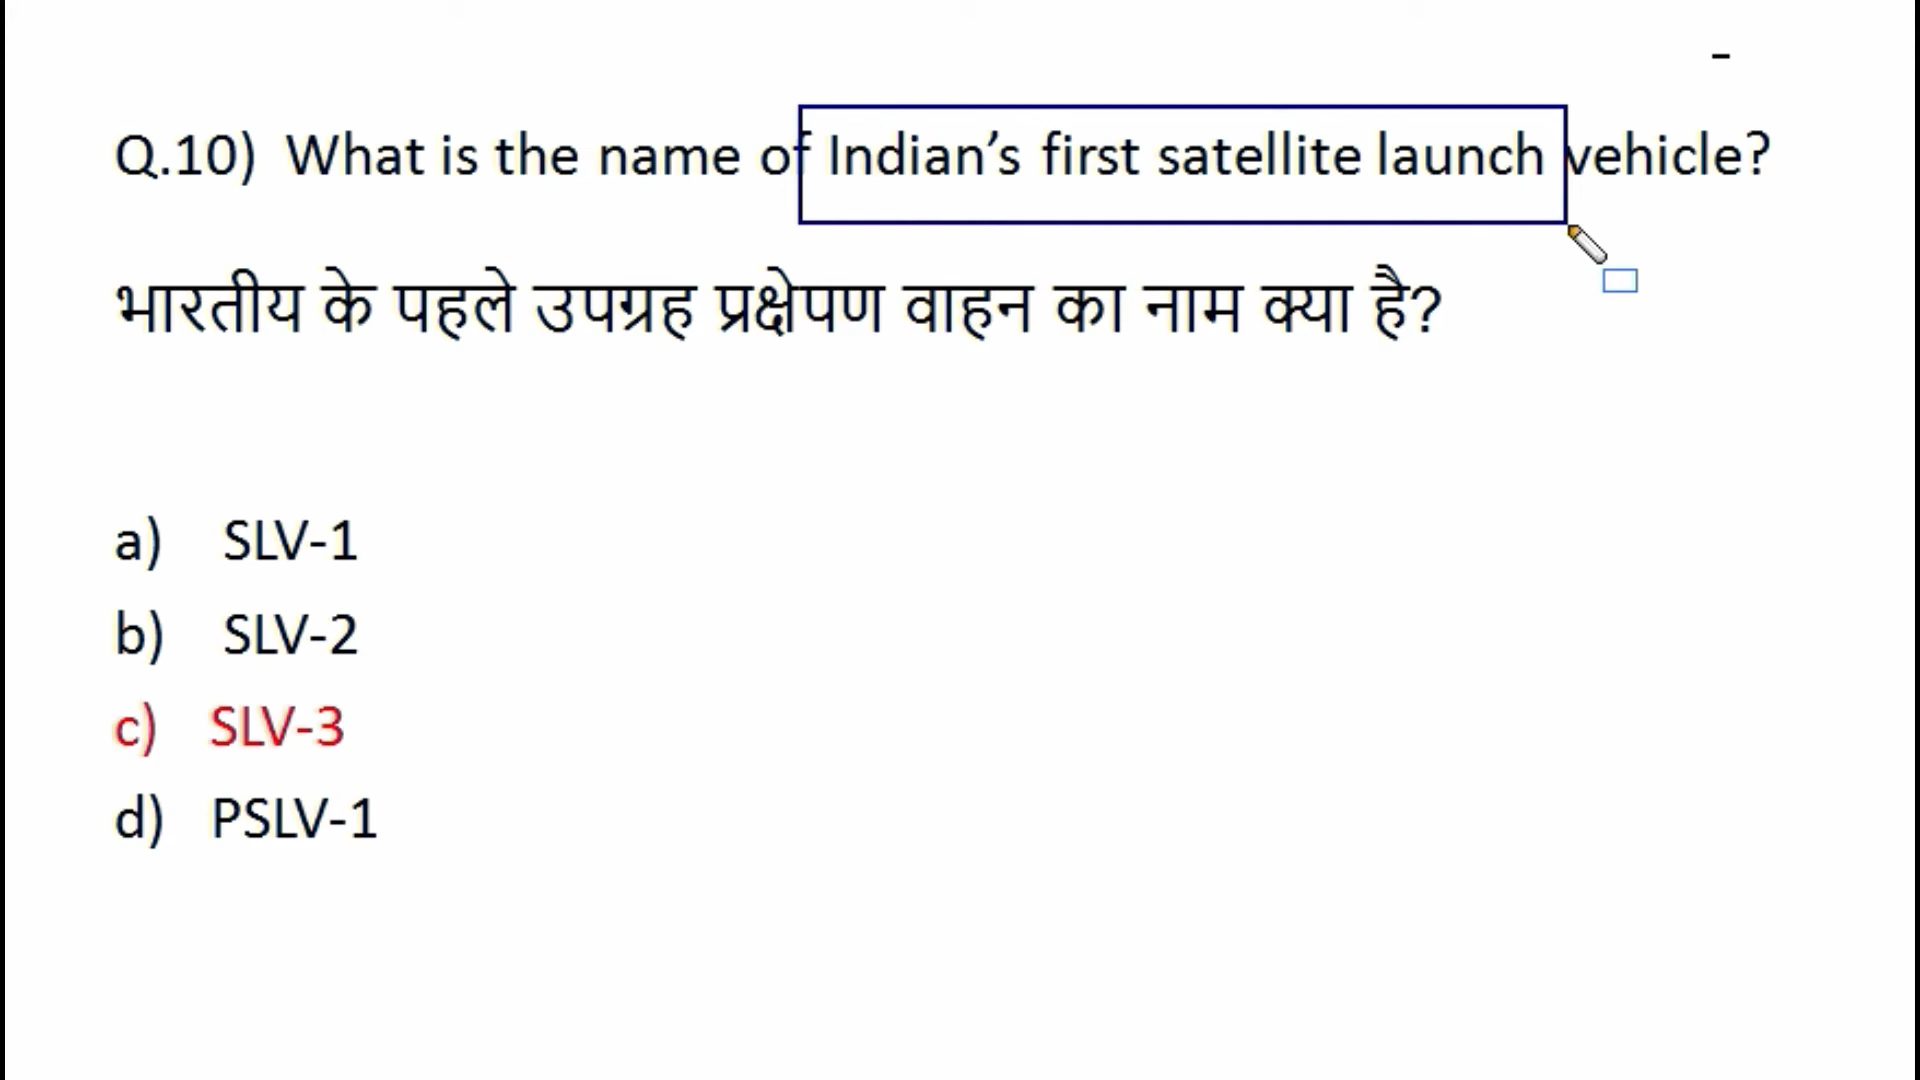 Q.10) What is the name of Indian’s first satellite launch vehicle?
भारतीय के पहले उपग्रह प्रक्षेपण वाहन का नाम क्या है?
a) SLV-1
b) SLV-2
c) SLV-3
d) PSLV-1